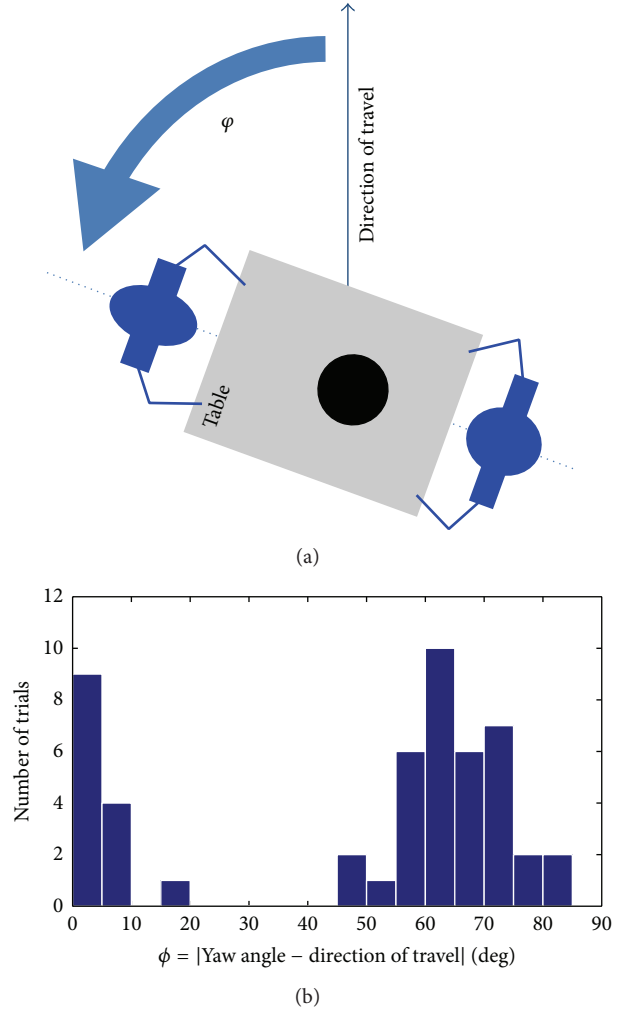 φ
Direction of travel
Table
(a)
12
10
8
6
4
2
0
Number of trials
0 10 20 30 40 50 60 70 80 90
ϕ = |Yaw angle − direction of travel| (deg)
(b)